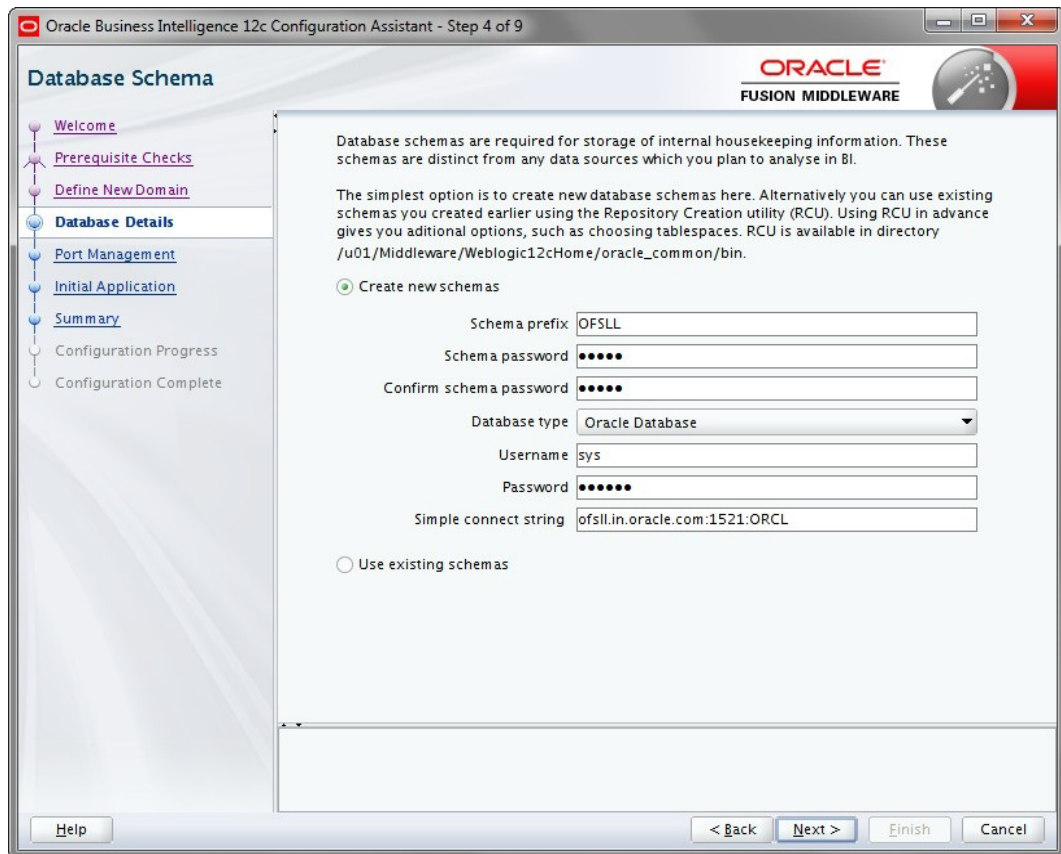 Oracle Business Intelligence 12c Configuration Assistant - Step 4 of 9
Database Schema
ORACLE
FUSION MIDDLEWARE
Welcome
Prerequisite Checks
Define New Domain
Database Details
Port Management
Initial Application
Summary
Configuration Progress
Configuration Complete
Database schemas are required for storage of internal housekeeping information. These
schemas are distinct from any data sources which you plan to analyse in BI.
The simplest option is to create new database schemas here. Alternatively you can use existing
schemas you created earlier using the Repository Creation utility (RCU). Using RCU in advance
gives you aditional options, such as choosing tablespaces. RCU is available in directory
/u01/Middleware/Weblogic12cHome/oracle_common/bin.
Create new schemas
Schema prefix OFSLL
Schema password •••••
Confirm schema password •••••
Database type Oracle Database
Username sys
Password ••••••
Simple connect string ofsll.in.oracle.com:1521:ORCL
Use existing schemas
Help < Back Next > Finish Cancel